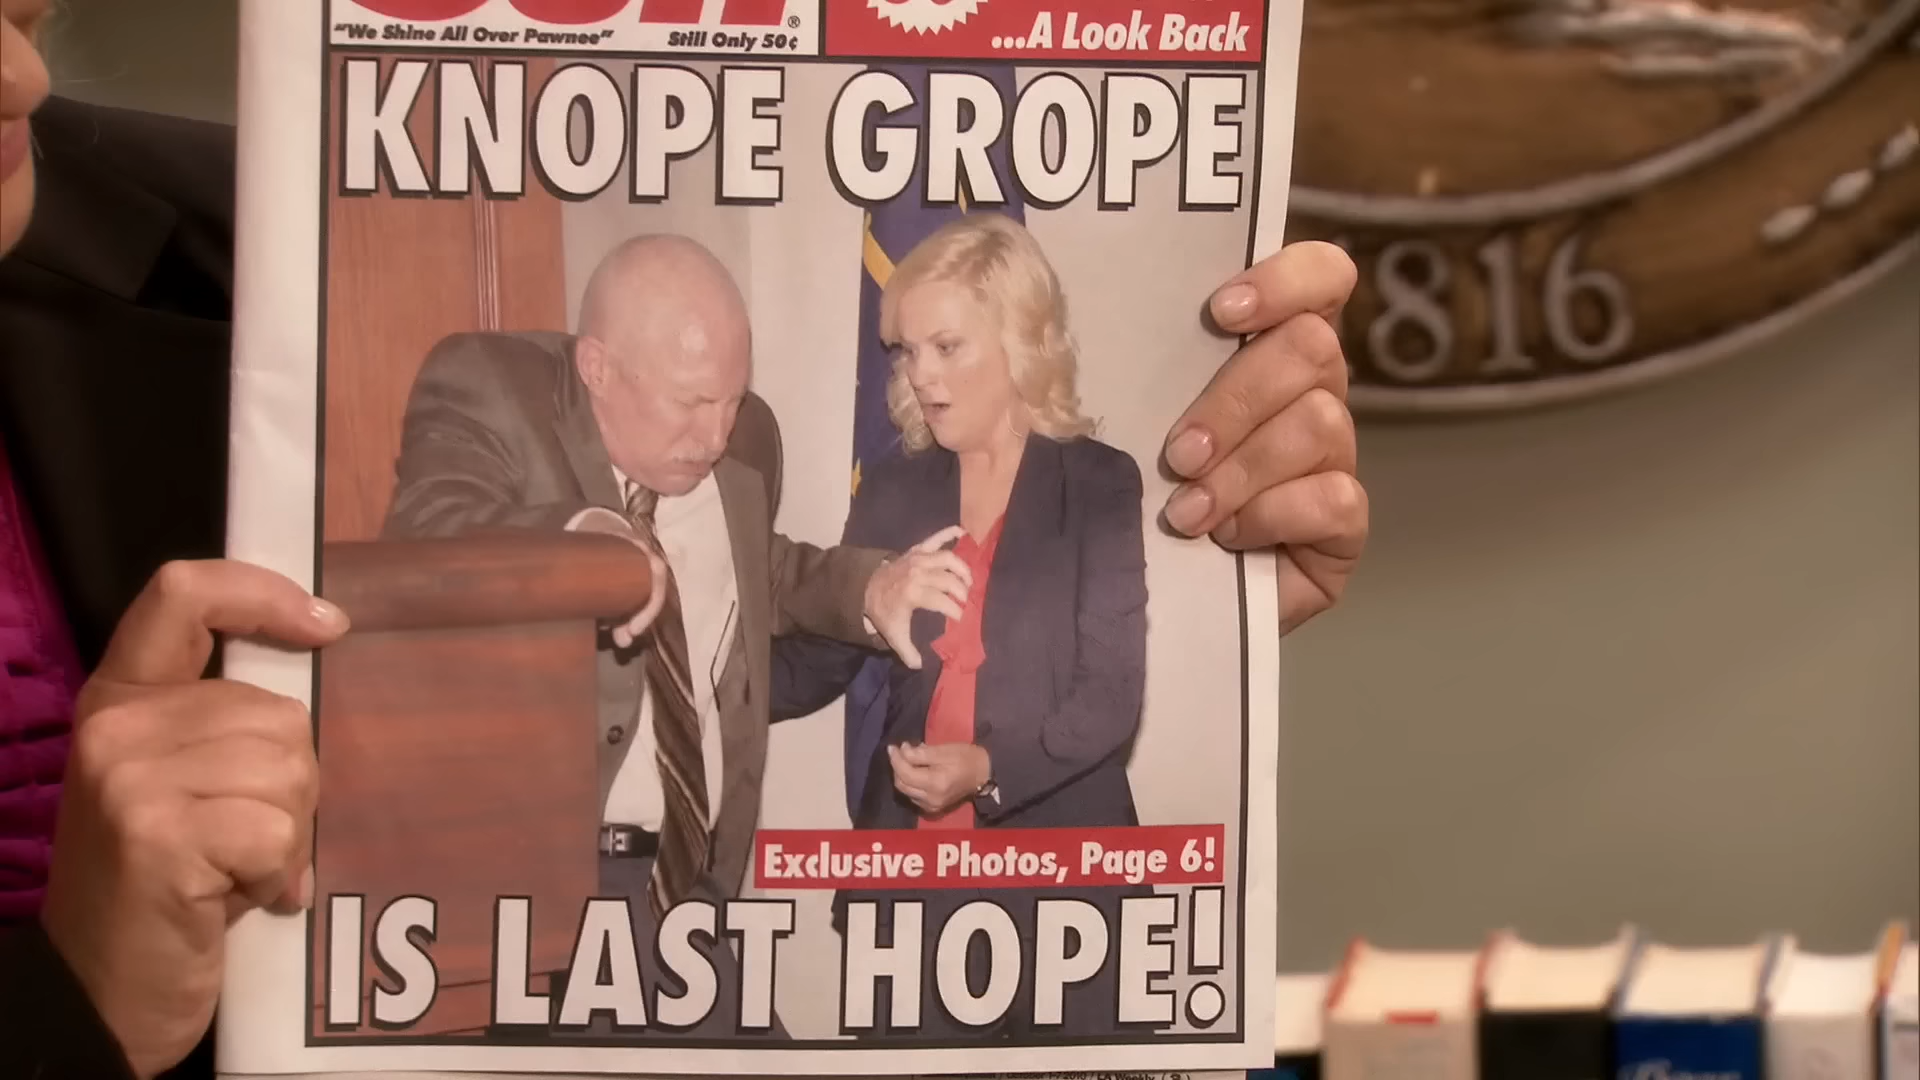 "We Shine All Over Pawnee" Still Only 50¢
...A Look Back
KNOPE GROPE
1816
Exclusive Photos, Page 6!
IS LAST HOPE!